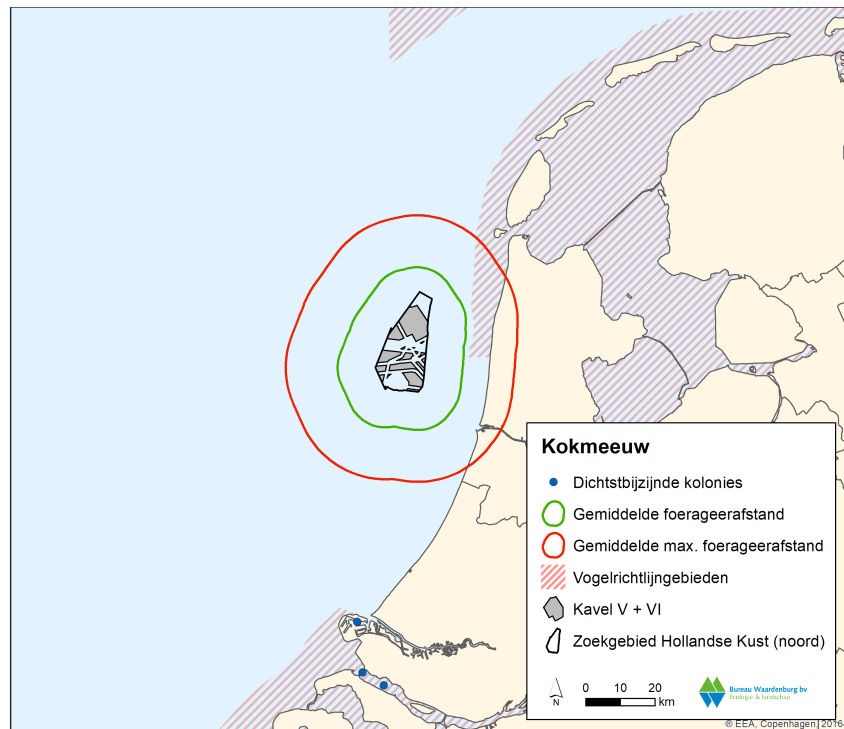 Kokmeeuw
Dichtstbijzijnde kolonies
Gemiddelde foerageerafstand
Gemiddelde max. foerageerafstand
Vogelrichtlijngebieden
Kavel V + VI
Zoekgebied Hollandse Kust (noord)
N
0 10 20
km
Bureau Waardenburg bv
Ecologie & landschap
® EEA, Copenhagen, 2016